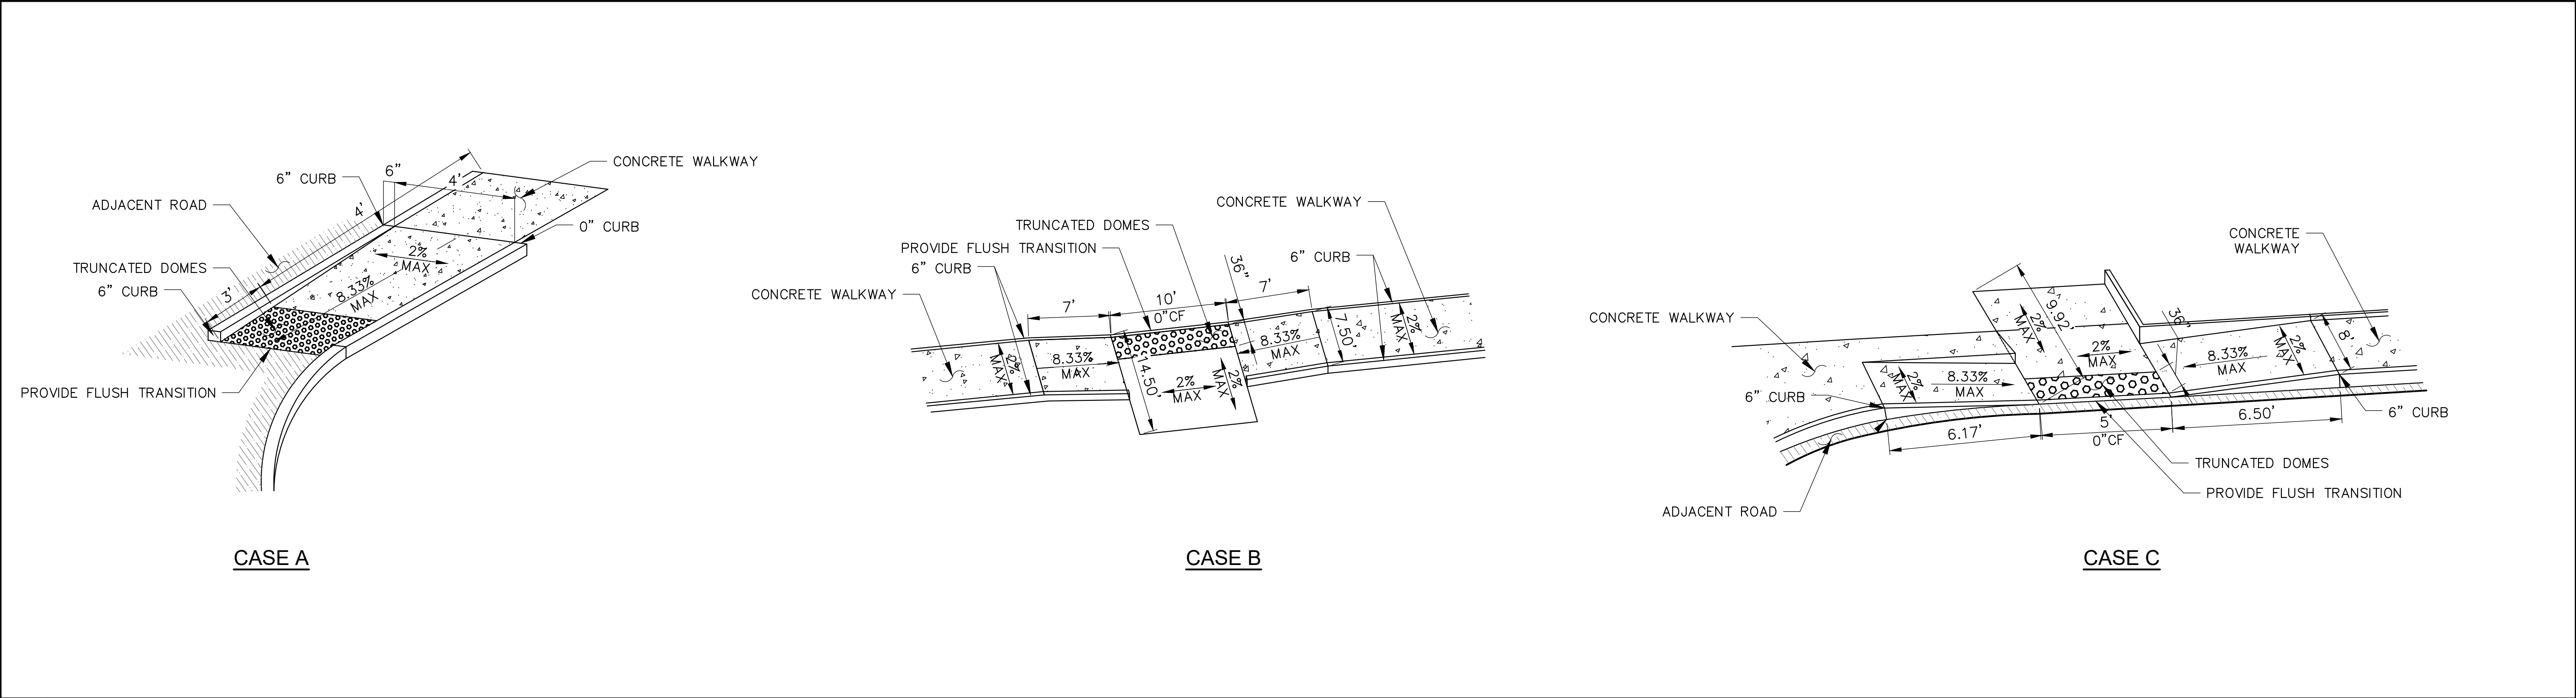 6"
4'
CONCRETE WALKWAY
6" CURB
ADJACENT ROAD
4'
0" CURB
2%
MAX
TRUNCATED DOMES
8.33%
MAX
6" CURB
3'
PROVIDE FLUSH TRANSITION
CASE A
CONCRETE WALKWAY
TRUNCATED DOMES
PROVIDE FLUSH TRANSITION
6" CURB
36"
6" CURB
CONCRETE WALKWAY
7'
10'
0"CF
7'
2%
MAX
8.33%
MAX
14.50'
2%
MAX
2%
MAX
8.33%
MAX
7.50'
2%
MAX
CASE B
CONCRETE
WALKWAY
9.92'
CONCRETE WALKWAY
2%
MAX
36"
2%
MAX
8.33%
MAX
2%
MAX
8'
2%
MAX
8.33%
MAX
6" CURB
6" CURB
6.17'
5'
0"CF
6.50'
TRUNCATED DOMES
PROVIDE FLUSH TRANSITION
ADJACENT ROAD
CASE C